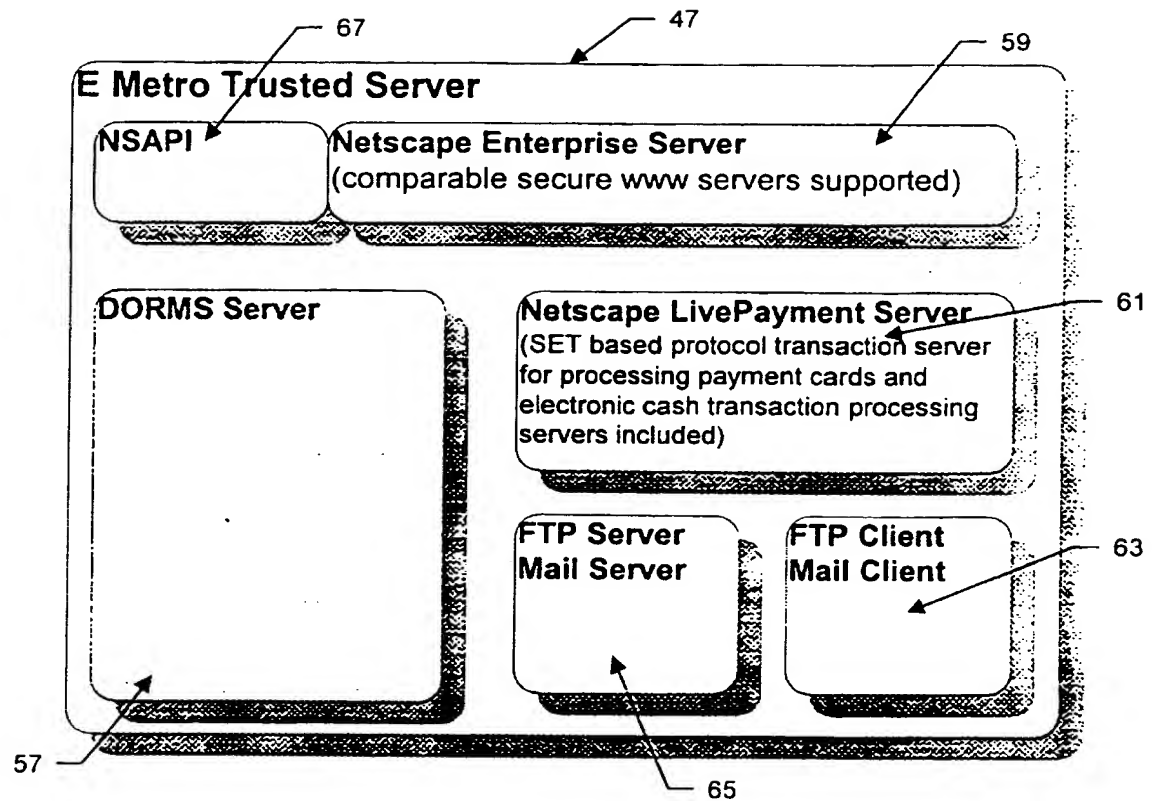 67
47
59
E Metro Trusted Server
NSAPI
Netscape Enterprise Server
(comparable secure www servers supported)
DORMS Server
Netscape LivePayment Server
(SET based protocol transaction server
for processing payment cards and
electronic cash transaction processing
servers included)
61
FTP Server
Mail Server
FTP Client
Mail Client
63
57
65